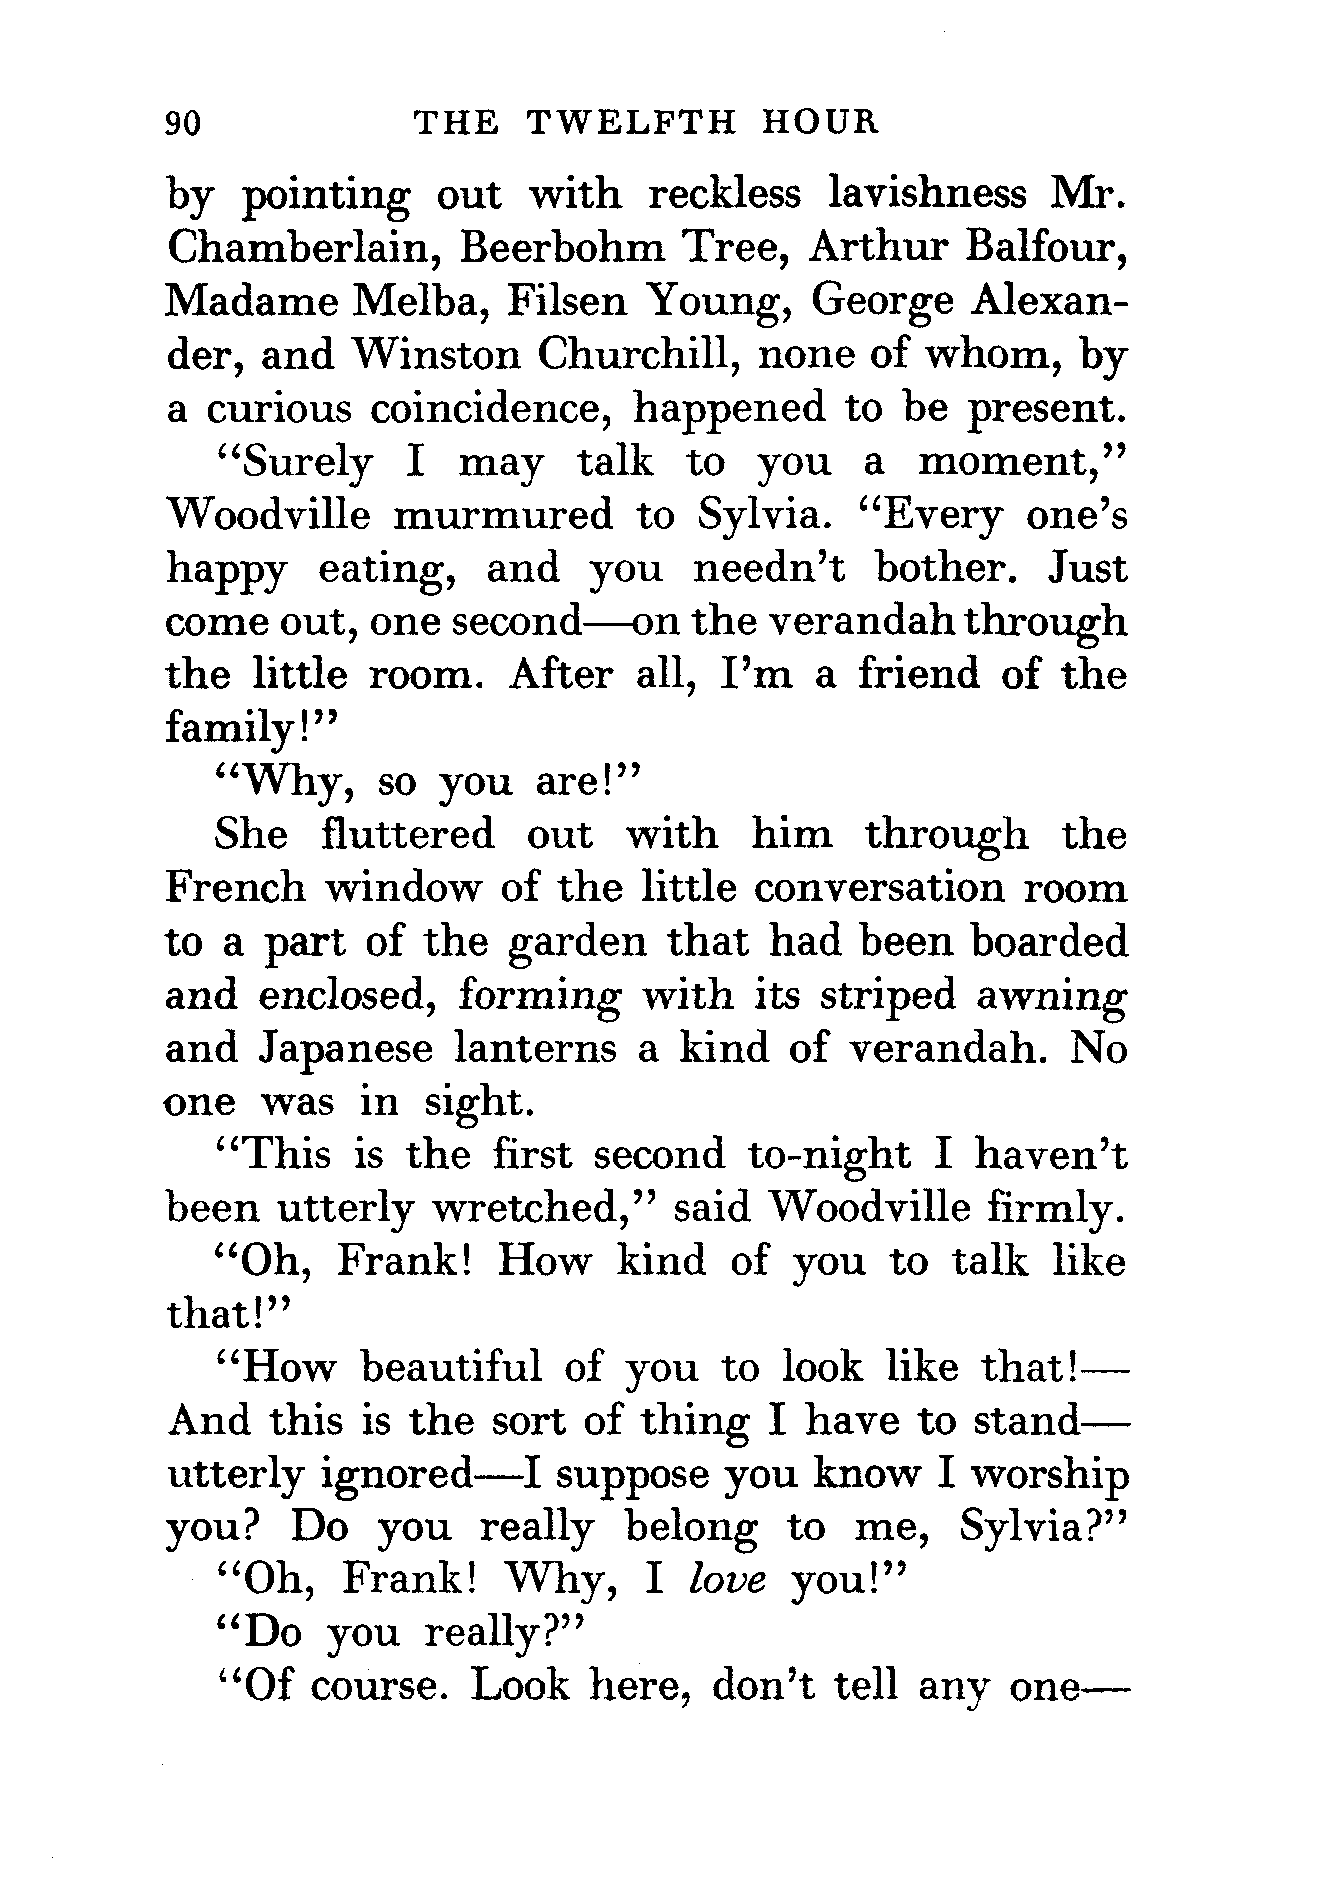 90 THE TWELFTH HOUR
by pointing out with reckless lavishness Mr.
Chamberlain, Beerbohm Tree, Arthur Balfour,
Madame Melba, Filsen Young, George Alexan-
der, and Winston Churchill, none of whom, by
a curious coincidence, happened to be present.
“Surely I may talk to you a moment,”
Woodville murmured to Sylvia. “Every one’s
happy eating, and you needn’t bother. Just
come out, one second—on the verandah through
the little room. After all, I’m a friend of the
family!”
“Why, so you are!”
She fluttered out with him through the
French window of the little conversation room
to a part of the garden that had been boarded
and enclosed, forming with its striped awning
and Japanese lanterns a kind of verandah. No
one was in sight.
“This is the first second to-night I haven’t
been utterly wretched,” said Woodville firmly.
“Oh, Frank! How kind of you to talk like
that!”
“How beautiful of you to look like that!—
And this is the sort of thing I have to stand—
utterly ignored—I suppose you know I worship
you? Do you really belong to me, Sylvia?”
“Oh, Frank! Why, I love you!”
“Do you really?”
“Of course. Look here, don’t tell any one—